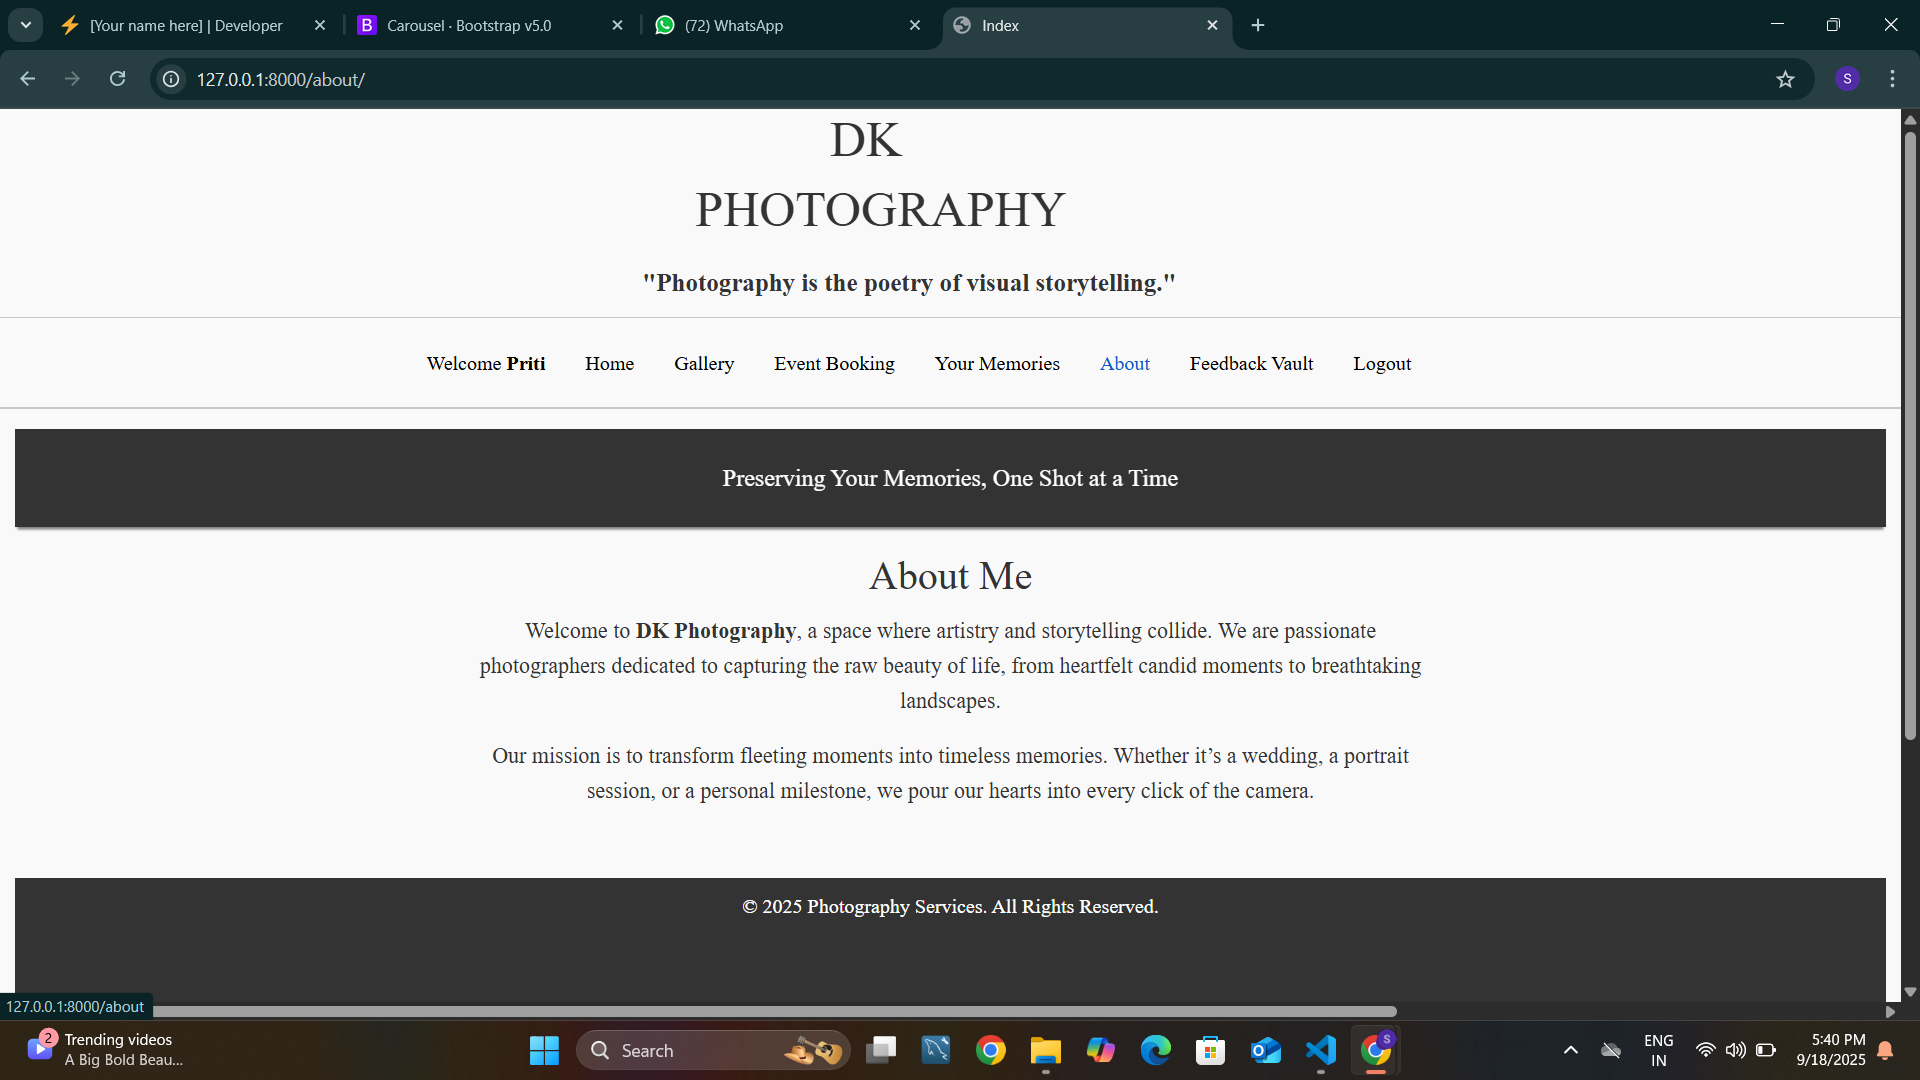 [Your name here] | Developer
Carousel · Bootstrap v5.0
(72) WhatsApp
Index
127.0.0.1:8000/about/
S
DK
PHOTOGRAPHY
"Photography is the poetry of visual storytelling."
Welcome Priti Home Gallery Event Booking Your Memories About Feedback Vault Logout
Preserving Your Memories, One Shot at a Time
About Me
Welcome to DK Photography, a space where artistry and storytelling collide. We are passionate
photographers dedicated to capturing the raw beauty of life, from heartfelt candid moments to breathtaking
landscapes.
Our mission is to transform fleeting moments into timeless memories. Whether it’s a wedding, a portrait
session, or a personal milestone, we pour our hearts into every click of the camera.
© 2025 Photography Services. All Rights Reserved.
127.0.0.1:8000/about
2
Trending videos
A Big Bold Beau...
Search
S
ENG
IN
5:40 PM
9/18/2025